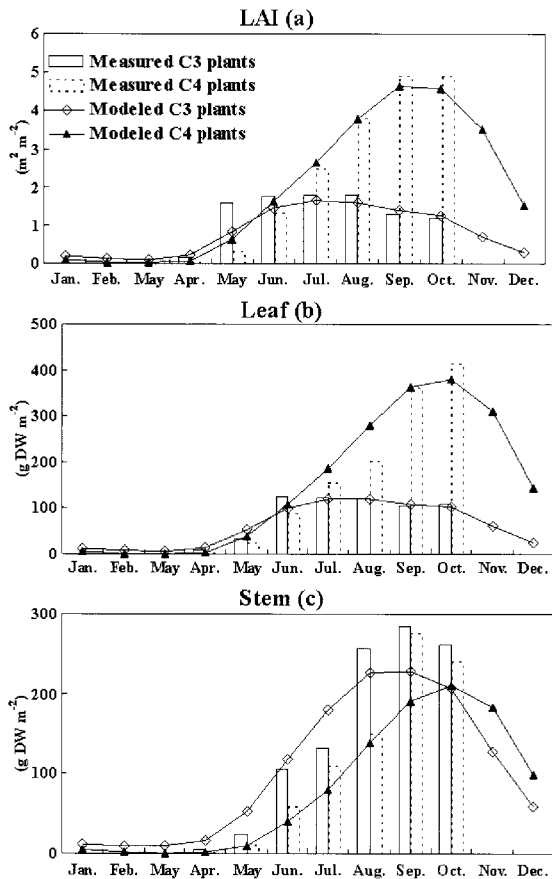 LAI (a)
6
5
4
3
2
1
0
(m² m⁻²)
Measured C3 plants
Measured C4 plants
Modeled C3 plants
Modeled C4 plants
Jan. Feb. May Apr. May Jun. Jul. Aug. Sep. Oct. Nov. Dec.
Leaf (b)
500
400
300
200
100
0
(g DW m⁻²)
Jan. Feb. May Apr. May Jun. Jul. Aug. Sep. Oct. Nov. Dec.
Stem (c)
300
200
100
0
(g DW m⁻²)
Jan. Feb. May Apr. May Jun. Jul. Aug. Sep. Oct. Nov. Dec.